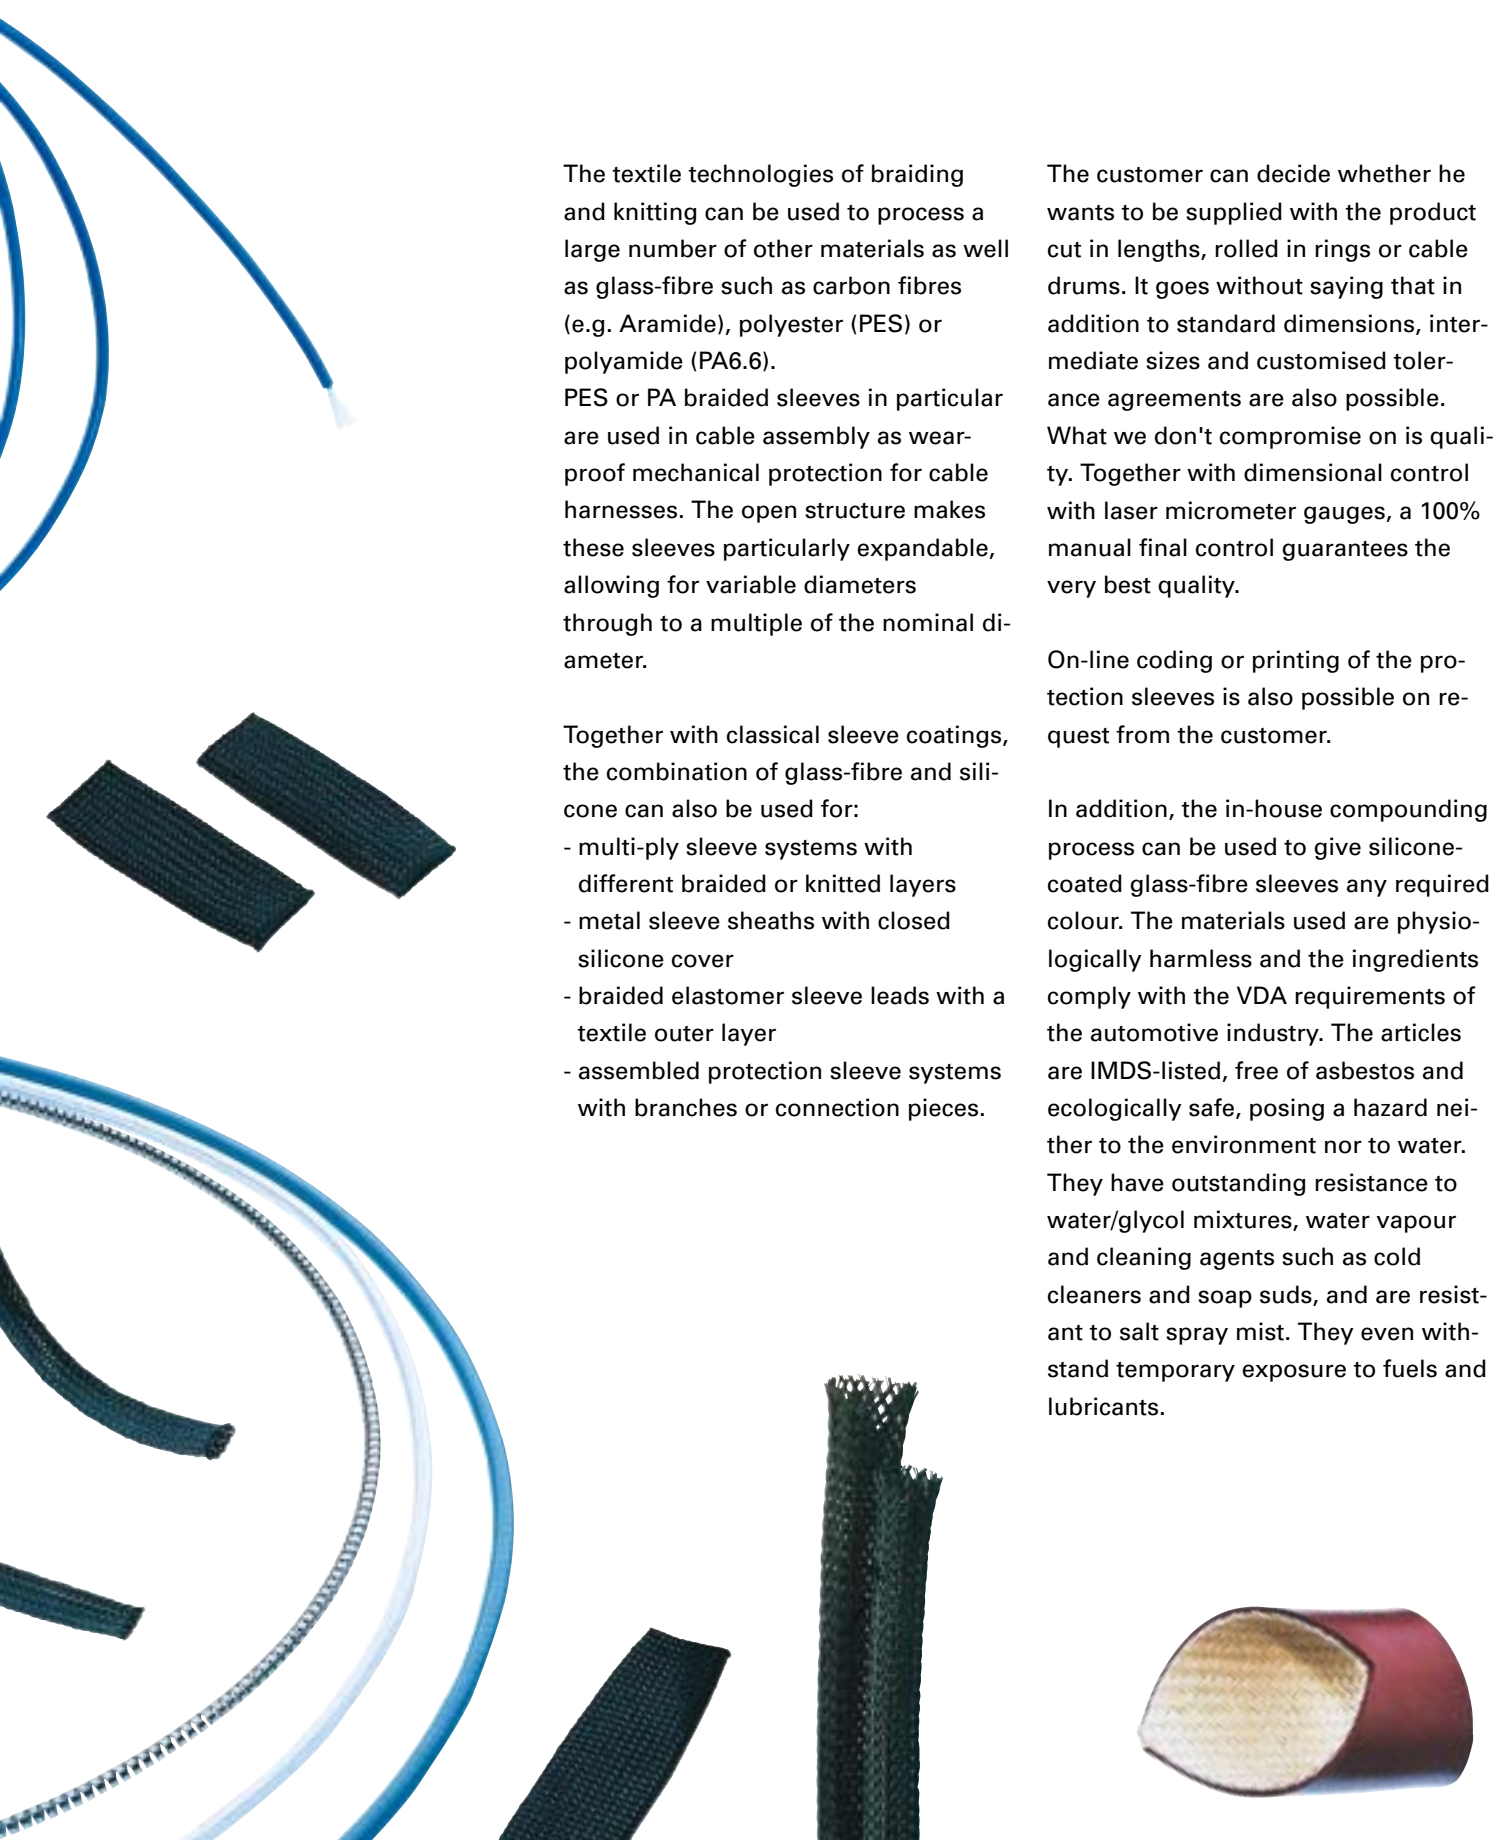 The textile technologies of braiding
and knitting can be used to process a
large number of other materials as well
as glass-fibre such as carbon fibres
(e.g. Aramide), polyester (PES) or
polyamide (PA6.6).
PES or PA braided sleeves in particular
are used in cable assembly as wear-
proof mechanical protection for cable
harnesses. The open structure makes
these sleeves particularly expandable,
allowing for variable diameters
through to a multiple of the nominal di-
ameter.
Together with classical sleeve coatings,
the combination of glass-fibre and sili-
cone can also be used for:
- multi-ply sleeve systems with
different braided or knitted layers
- metal sleeve sheaths with closed
silicone cover
- braided elastomer sleeve leads with a
textile outer layer
- assembled protection sleeve systems
with branches or connection pieces.
The customer can decide whether he
wants to be supplied with the product
cut in lengths, rolled in rings or cable
drums. It goes without saying that in
addition to standard dimensions, inter-
mediate sizes and customised toler-
ance agreements are also possible.
What we don't compromise on is quali-
ty. Together with dimensional control
with laser micrometer gauges, a 100%
manual final control guarantees the
very best quality.
On-line coding or printing of the pro-
tection sleeves is also possible on re-
quest from the customer.
In addition, the in-house compounding
process can be used to give silicone-
coated glass-fibre sleeves any required
colour. The materials used are physio-
logically harmless and the ingredients
comply with the VDA requirements of
the automotive industry. The articles
are IMDS-listed, free of asbestos and
ecologically safe, posing a hazard nei-
ther to the environment nor to water.
They have outstanding resistance to
water/glycol mixtures, water vapour
and cleaning agents such as cold
cleaners and soap suds, and are resist-
ant to salt spray mist. They even with-
stand temporary exposure to fuels and
lubricants.